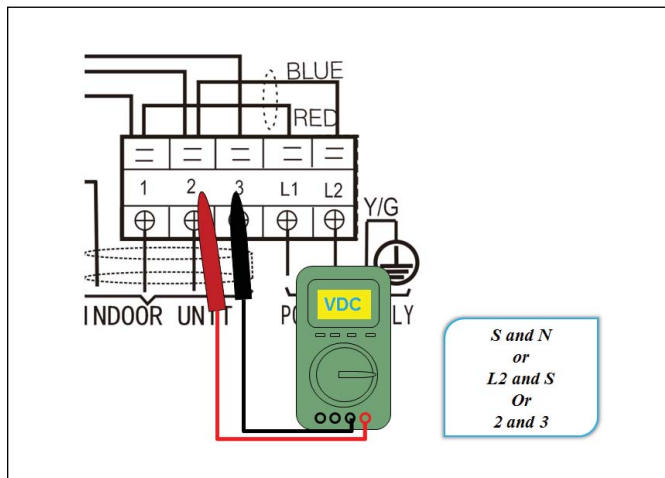 BLUE
RED
1 2 3 L1 L2
Y/G
INDOOR UNIT
VDC
S and N
or
L2 and S
Or
2 and 3